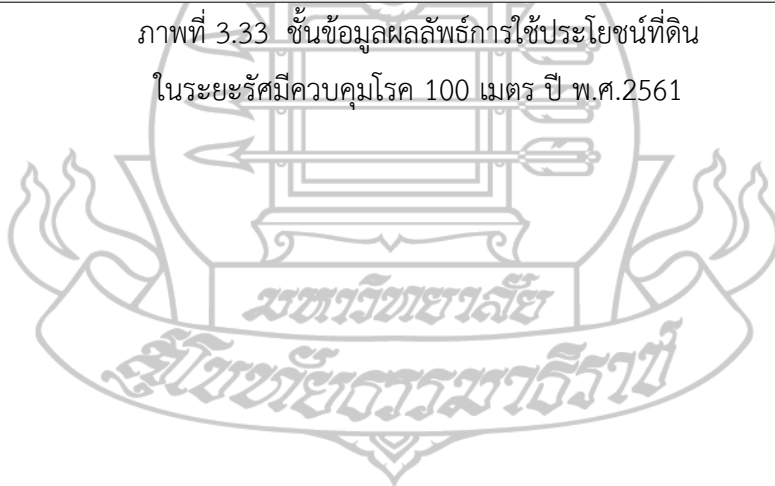 ภาพที่ 3.33 ชั้นข้อมูลผลลัพธ์การใช้ประโยชน์ที่ดิน
ในระยะรัศมีควบคุมโรค 100 เมตร ปี พ.ศ.2561
มหาวิทยาลัย
สุโขทัยธรรมาธิราช